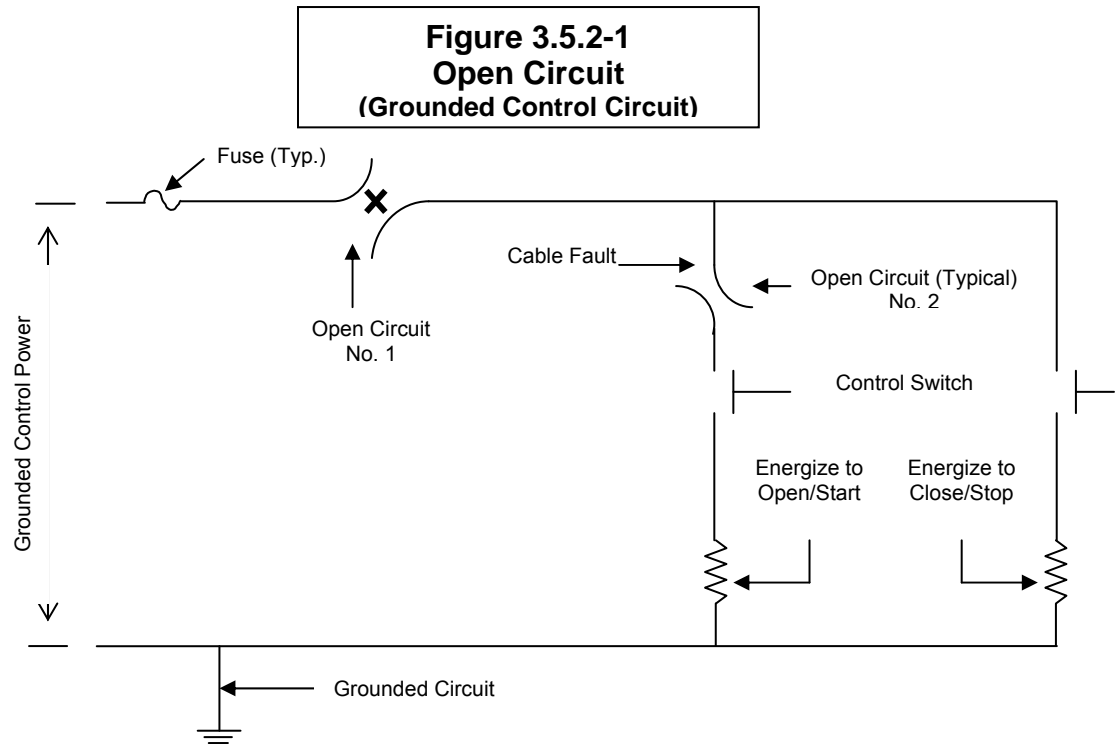 Figure 3.5.2-1
Open Circuit
(Grounded Control Circuit)
Fuse (Typ.)
Cable Fault
Open Circuit (Typical)
No. 2
Open Circuit
No. 1
Grounded Control Power
Control Switch
Energize to
Open/Start
Energize to
Close/Stop
Grounded Circuit